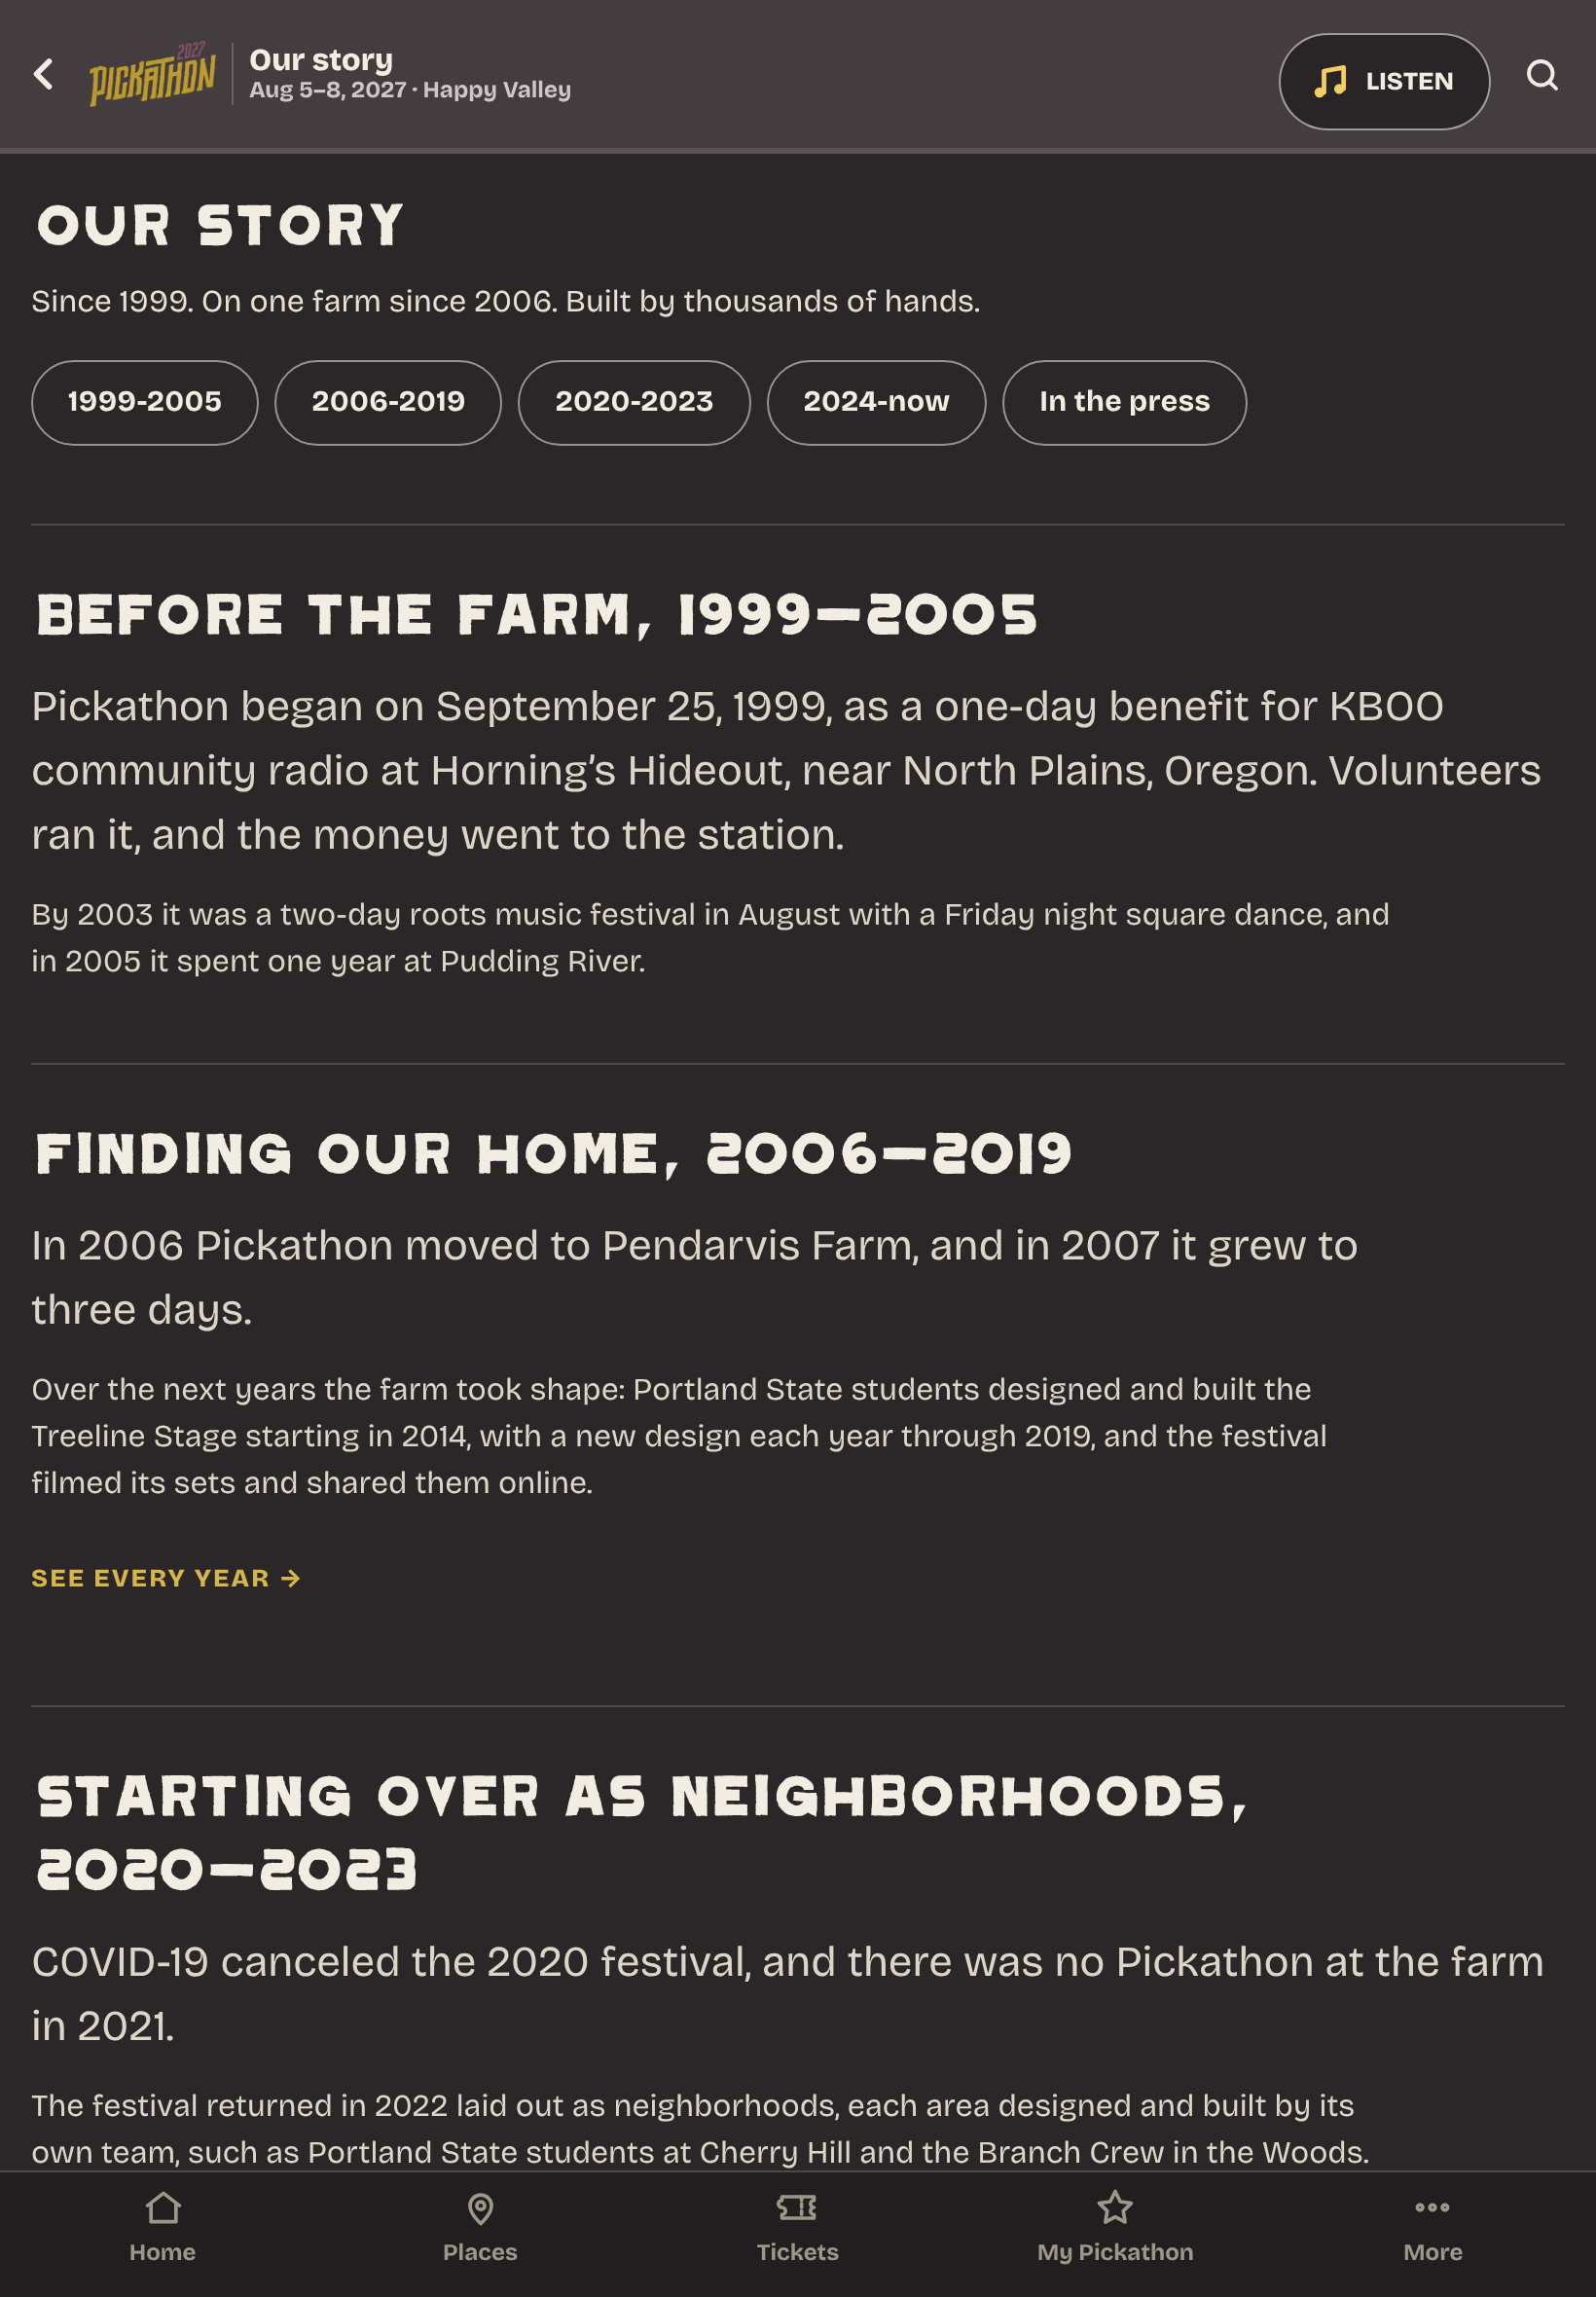 2027
PICKATHON
Our story
Aug 5–8, 2027 · Happy Valley
LISTEN
OUR STORY
Since 1999. On one farm since 2006. Built by thousands of hands.
1999-2005
2006-2019
2020-2023
2024-now
In the press
BEFORE THE FARM, 1999–2005
Pickathon began on September 25, 1999, as a one-day benefit for KBOO
community radio at Horning’s Hideout, near North Plains, Oregon. Volunteers
ran it, and the money went to the station.
By 2003 it was a two-day roots music festival in August with a Friday night square dance, and
in 2005 it spent one year at Pudding River.
FINDING OUR HOME, 2006–2019
In 2006 Pickathon moved to Pendarvis Farm, and in 2007 it grew to
three days.
Over the next years the farm took shape: Portland State students designed and built the
Treeline Stage starting in 2014, with a new design each year through 2019, and the festival
filmed its sets and shared them online.
SEE EVERY YEAR →
STARTING OVER AS NEIGHBORHOODS,
2020–2023
COVID-19 canceled the 2020 festival, and there was no Pickathon at the farm
in 2021.
The festival returned in 2022 laid out as neighborhoods, each area designed and built by its
own team, such as Portland State students at Cherry Hill and the Branch Crew in the Woods.
Home
Places
Tickets
My Pickathon
More